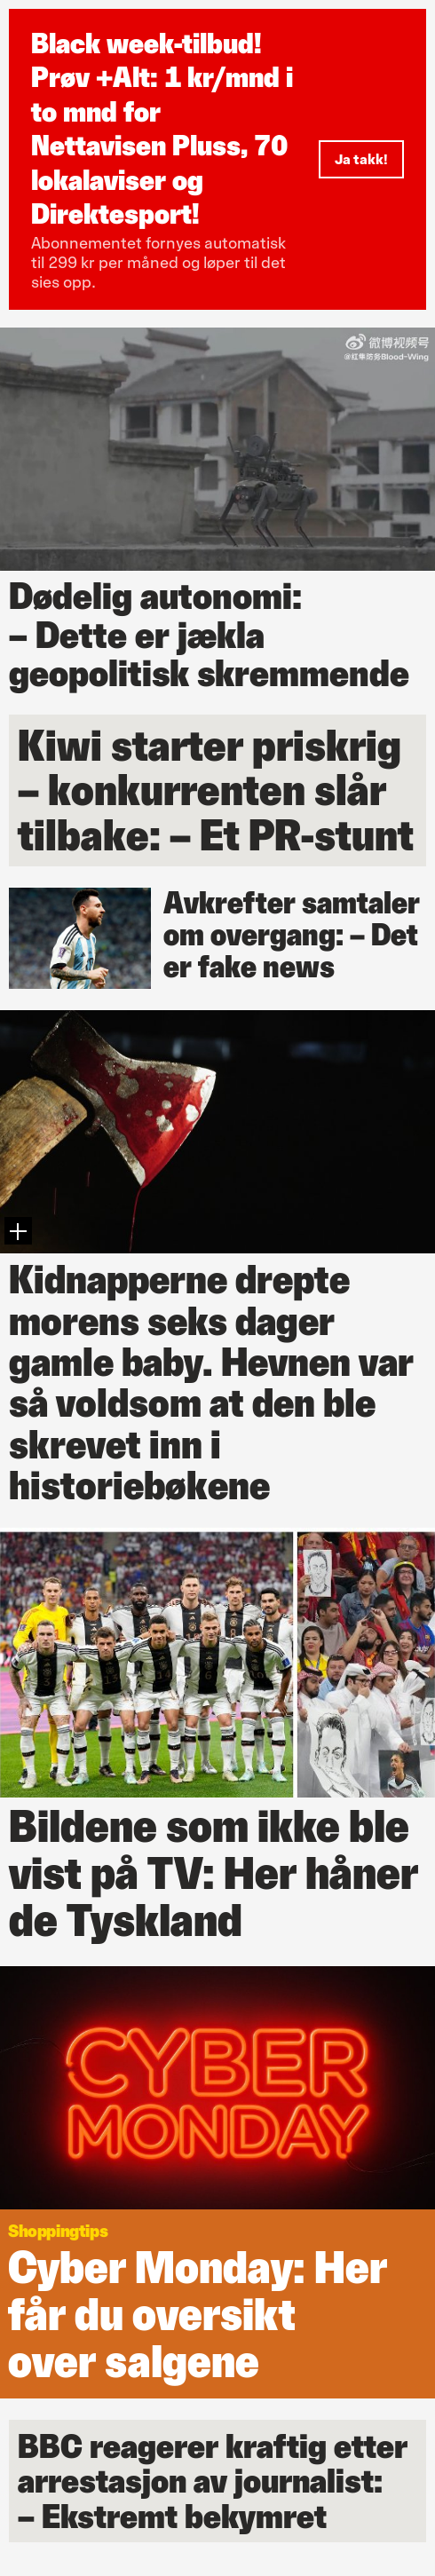 Black week-tilbud!
Prøv +Alt: 1 kr/mnd i
to mnd for
Nettavisen Pluss, 70
lokalaviser og
Direktesport!
Ja takk!
Abonnementet fornyes automatisk
til 299 kr per måned og løper til det
sies opp.
微博视频号
@红隼防务Blood-Wing
Dødelig autonomi:
– Dette er jækla
geopolitisk skremmende
Kiwi starter priskrig
– konkurrenten slår
tilbake: – Et PR-stunt
Avkrefter samtaler
om overgang: – Det
er fake news
Kidnapperne drepte
morens seks dager
gamle baby. Hevnen var
så voldsom at den ble
skrevet inn i
historiebøkene
Bildene som ikke ble
vist på TV: Her håner
de Tyskland
CYBER
MONDAY
Shoppingtips
Cyber Monday: Her
får du oversikt
over salgene
BBC reagerer kraftig etter
arrestasjon av journalist:
– Ekstremt bekymret